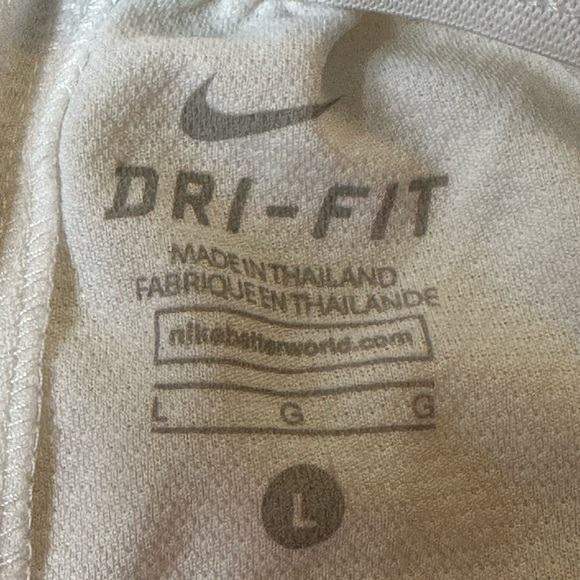 DRI-FIT
MADE IN THAILAND
FABRIQUE EN THAILANDE
nikebetterworld.com
L G G
L